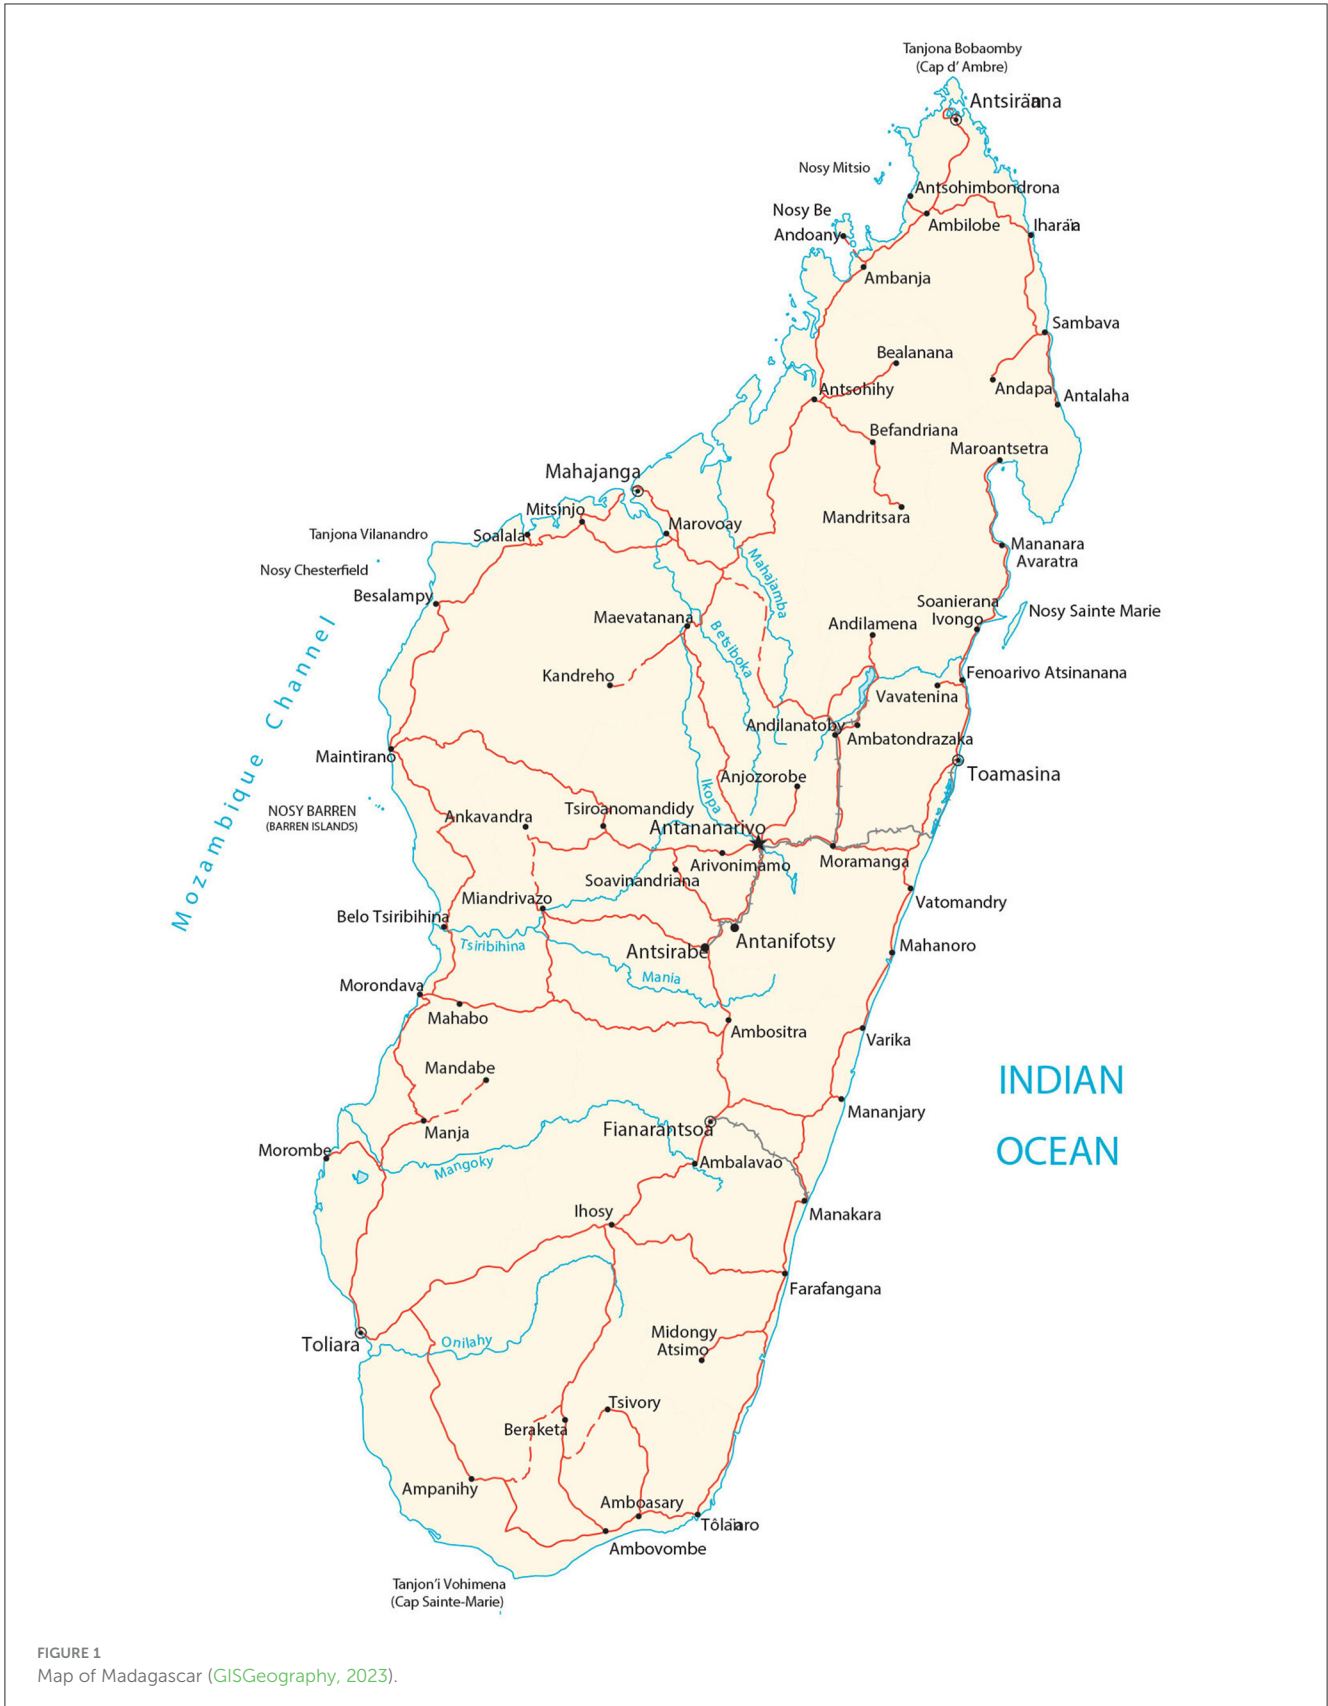 Tanjona Bobaomby
(Cap d' Ambre)
Antsiränna
Nosy Mitsio
Antsohimbondrona
Nosy Be
Ambilobe
Iharäa
Andoany
Ambanja
Sambava
Bealanana
Antsohihy
Andapa
Antalaha
Befandriana
Maroantsetra
Mahajanga
Mitsinjo
Mandritsara
Marovoay
Tanjona Vilanandro
Soalala
Mananara
Avaratra
Nosy Chesterfield
Mahajamba
Besalampy
Soanierana
Ivongo
Nosy Sainte Marie
Maevatanana
Andilamena
Betsiboka
Mozambique Channel
Kandreho
Fenoarivo Atsinanana
Vavatenina
Andilanatoby
Ambatondrazaka
Maintirano
Toamasina
Anjozorobe
Ikopa
NOSY BARREN
(BARREN ISLANDS)
Ankavandra
Tsiroanomandidy
Antananarivo
Arivonimamo
Moramanga
Soavinandriana
Miandrivazo
Vatomandry
Belo Tsiribihina
Tsiribihina
Antsirabe
Antanifotsy
Mahanoro
Mania
Morondava
Mahabo
Ambositra
Varika
Mandabe
INDIAN
OCEAN
Mananjary
Manja
Fianarantsoa
Morombe
Mangoky
Ambalavao
Ihosy
Manakara
Farafangana
Toliara
Onilahy
Midongy
Atsimo
Tsivory
Beraketa
Ampanihy
Amboasary
Tôläaro
Ambovombe
Tanjon'i Vohimena
(Cap Sainte-Marie)
FIGURE 1
Map of Madagascar (GISGeography, 2023).